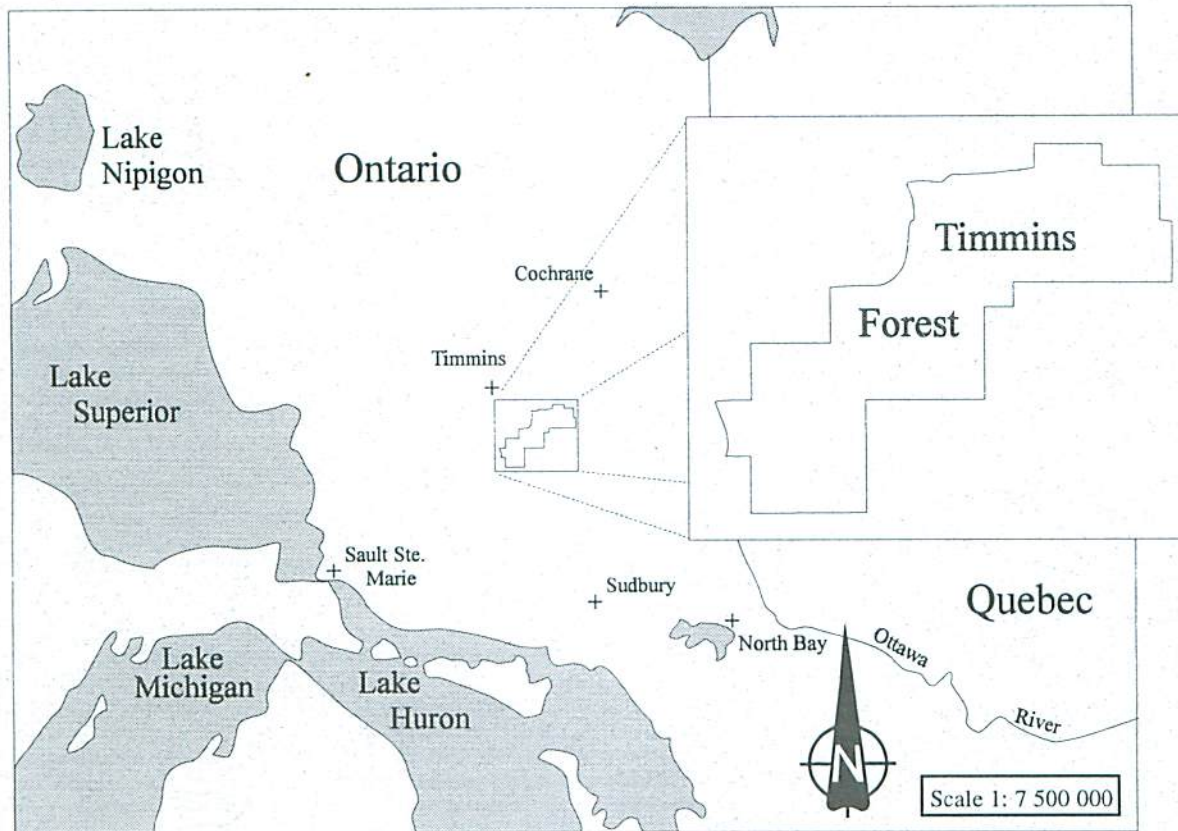 Lake
Nipigon
Ontario
Timmins
Forest
Cochrane
Timmins
Lake
Superior
Sault Ste.
Marie
Sudbury
North Bay
Quebec
Ottawa
River
Lake
Michigan
Lake
Huron
N
Scale 1: 7 500 000